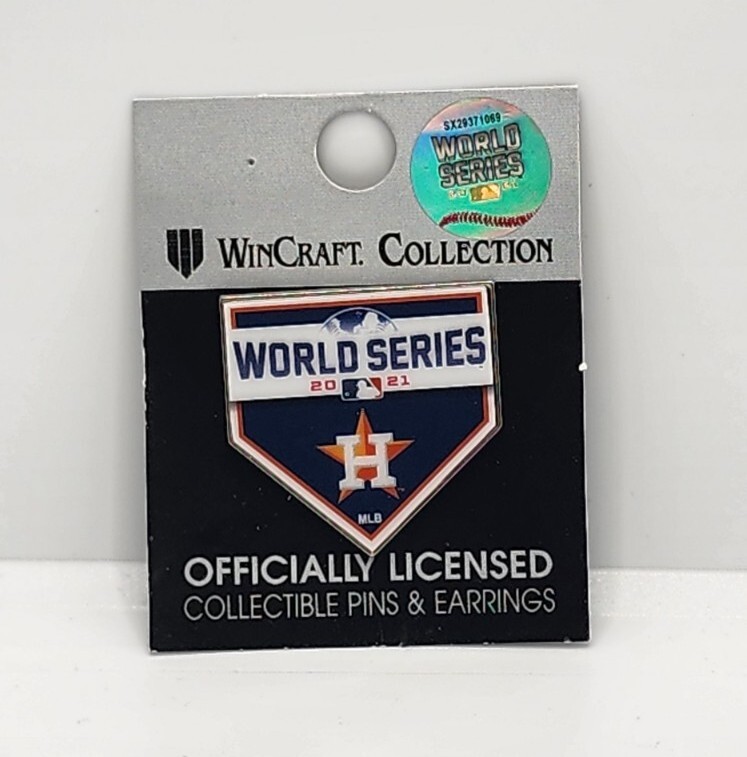 SX29371069
WORLD
SERIES
WINCRAFT. COLLECTION
WORLD SERIES
20 21
H
MLB
OFFICIALLY LICENSED
COLLECTIBLE PINS & EARRINGS